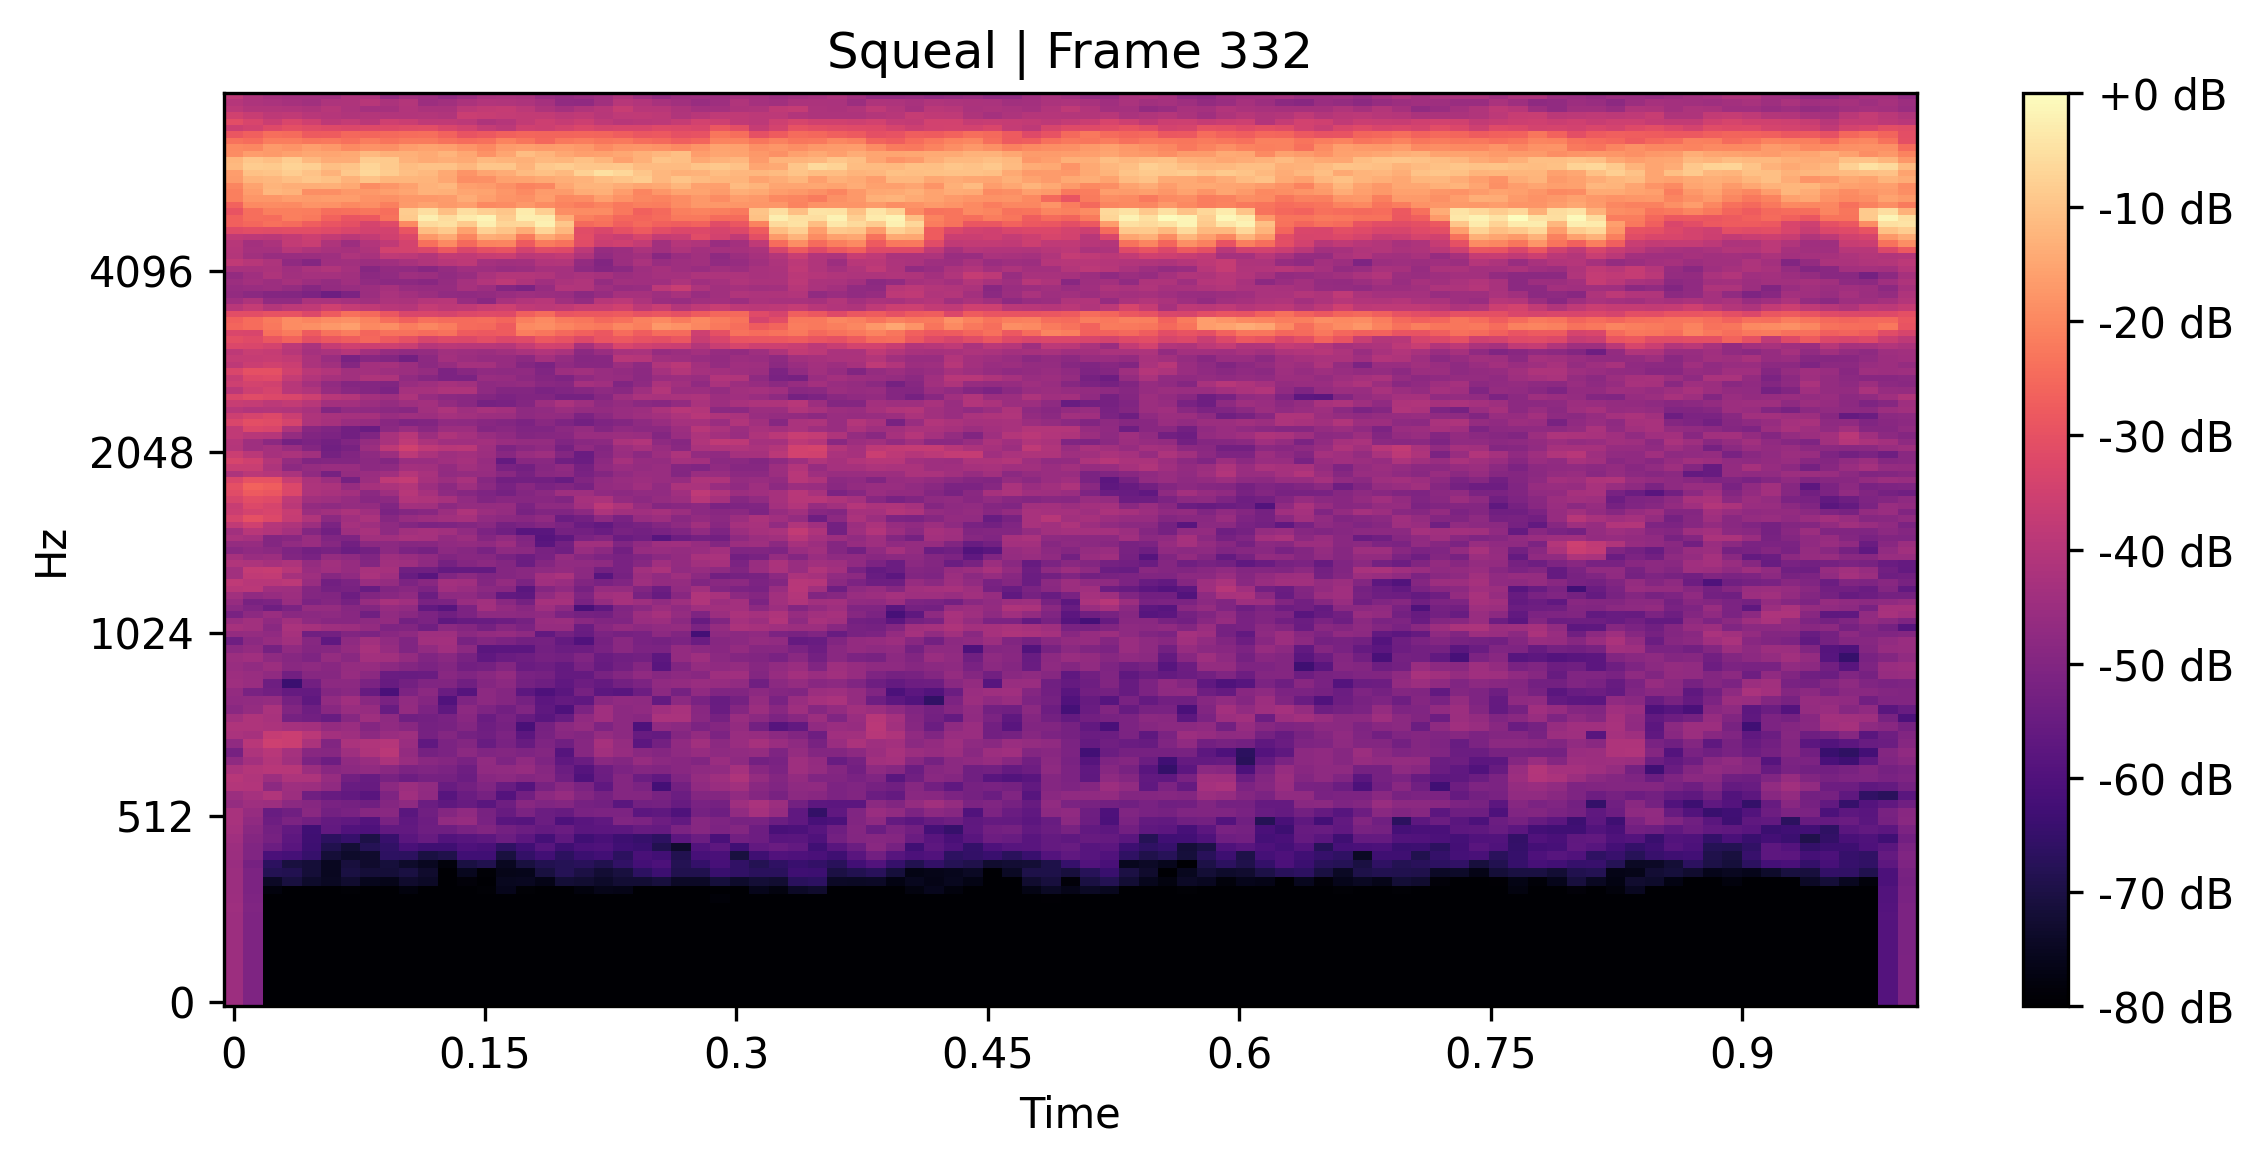 Squeal | Frame 332
+0 dB
-10 dB
-20 dB
-30 dB
-40 dB
-50 dB
-60 dB
-70 dB
-80 dB
Hz
4096
2048
1024
512
0
0 0.15 0.3 0.45 0.6 0.75 0.9
Time